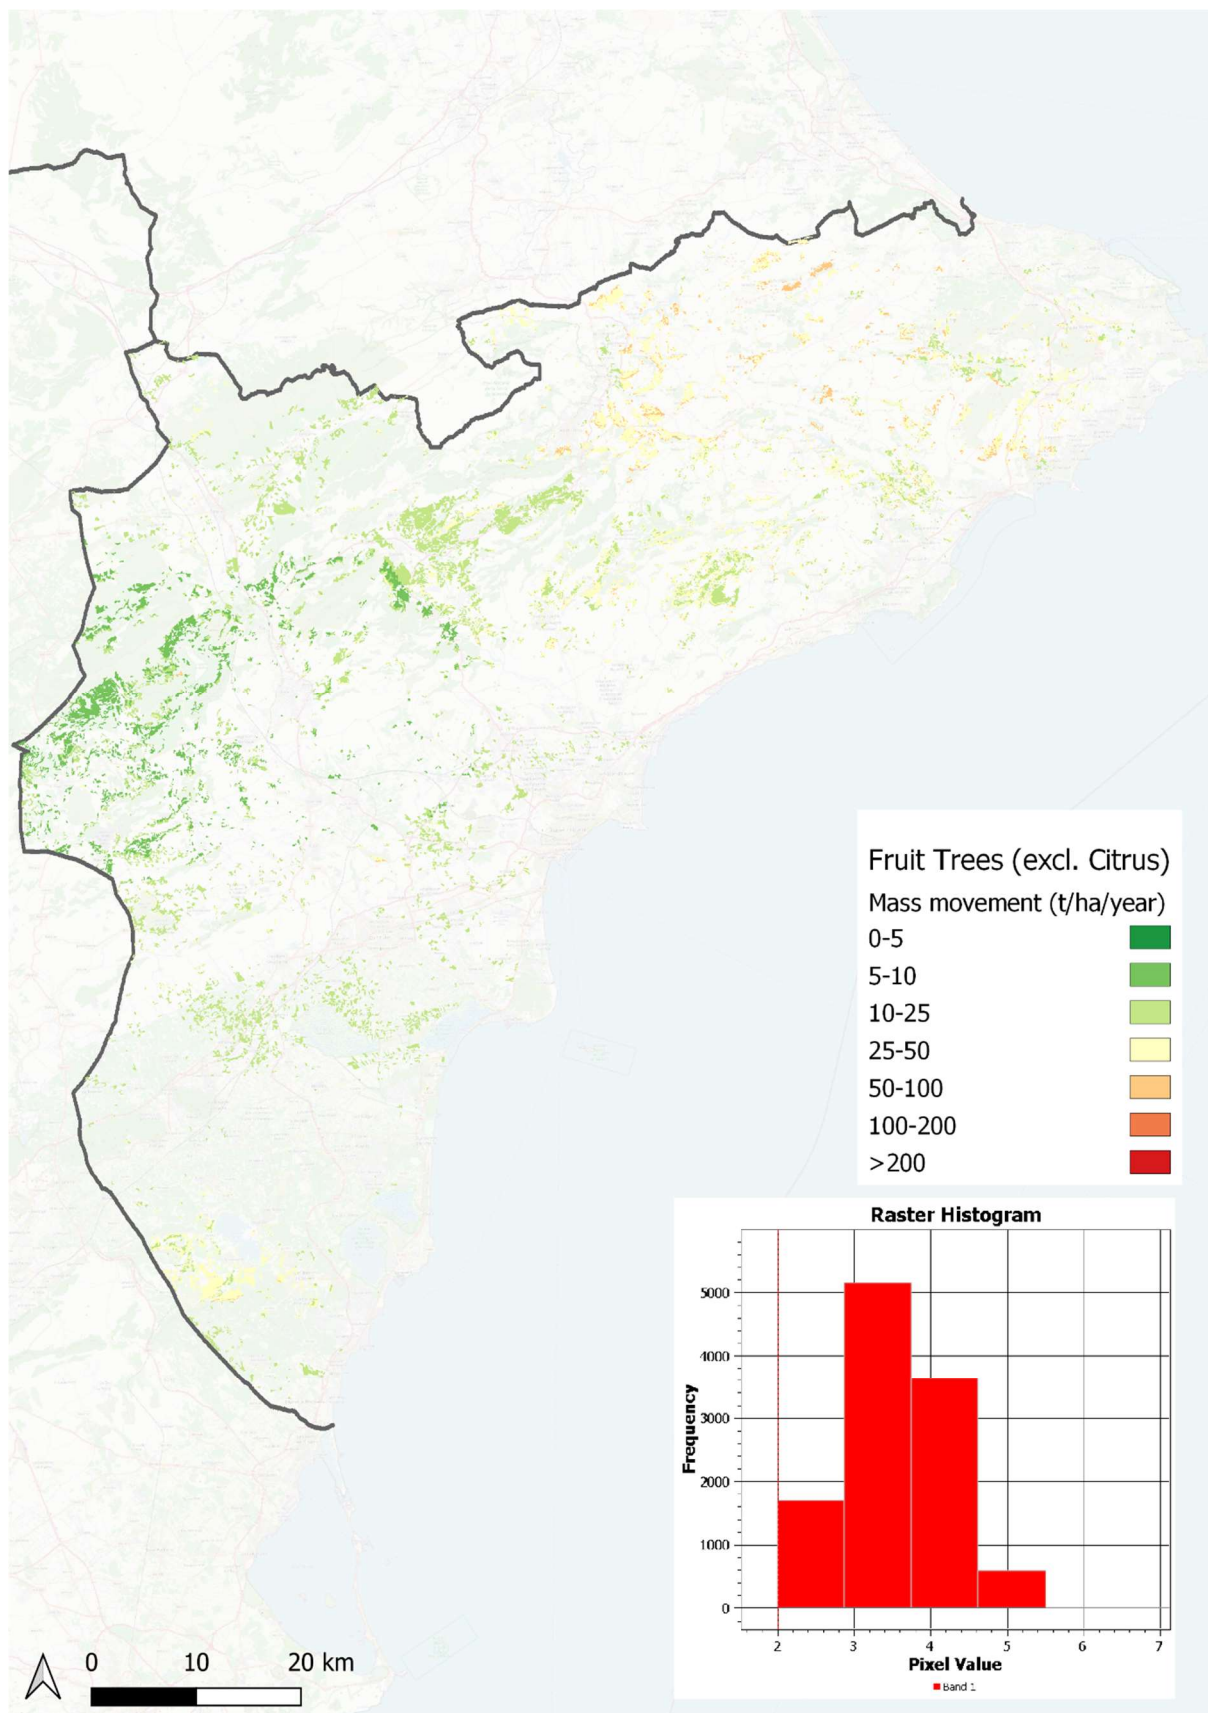 Fruit Trees (excl. Citrus)
Mass movement (t/ha/year)
0-5
5-10
10-25
25-50
50-100
100-200
>200
Raster Histogram
Frequency
5000
4000
3000
2000
1000
0
2 3 4 5 6 7
Pixel Value
Band 1
0 10 20 km